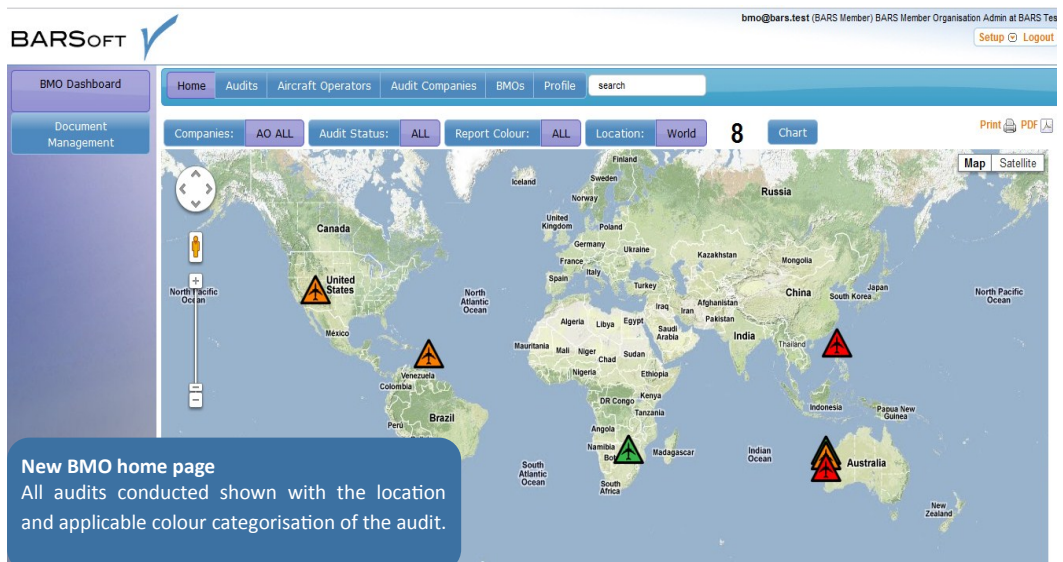 bmo@bars.test (BARS Member) BARS Member Organisation Admin at BARS Tes
BARSOFT
Setup Logout
BMO Dashboard
Home Audits Aircraft Operators Audit Companies BMOs Profile search
Document
Management
Companies: AO ALL Audit Status: ALL Report Colour: ALL Location: World 8 Chart
Print PDF
Map Satellite
Finland
Iceland
Sweden
Russia
Norway
Canada
United
Kingdom
Poland
Germany
Ukraine
France
Kazakhstan
Mongolia
Italy
Spain
Turkey
United
States
North Pacific
Ocean
North
Atlantic
Ocean
China
South Korea
Japan
North Pacific
Ocean
Iraq
Iran
Afghanistan
Pakistan
México
Algeria
Libya
Egypt
Saudi
Arabia
India
Thailand
Mauritania
Mali
Niger
Chad
Sudan
Nigeria
Ethiopia
Venezuela
Colombia
DR Congo
Kenya
Tanzania
Indonesia
Papua New
Guinea
Brazil
Perú
Angola
Namibia
Bot
Madagascar
Indian
Ocean
Australia
South
Atlantic
Ocean
South
Africa
New
Zealand
New BMO home page
All audits conducted shown with the location
and applicable colour categorisation of the audit.